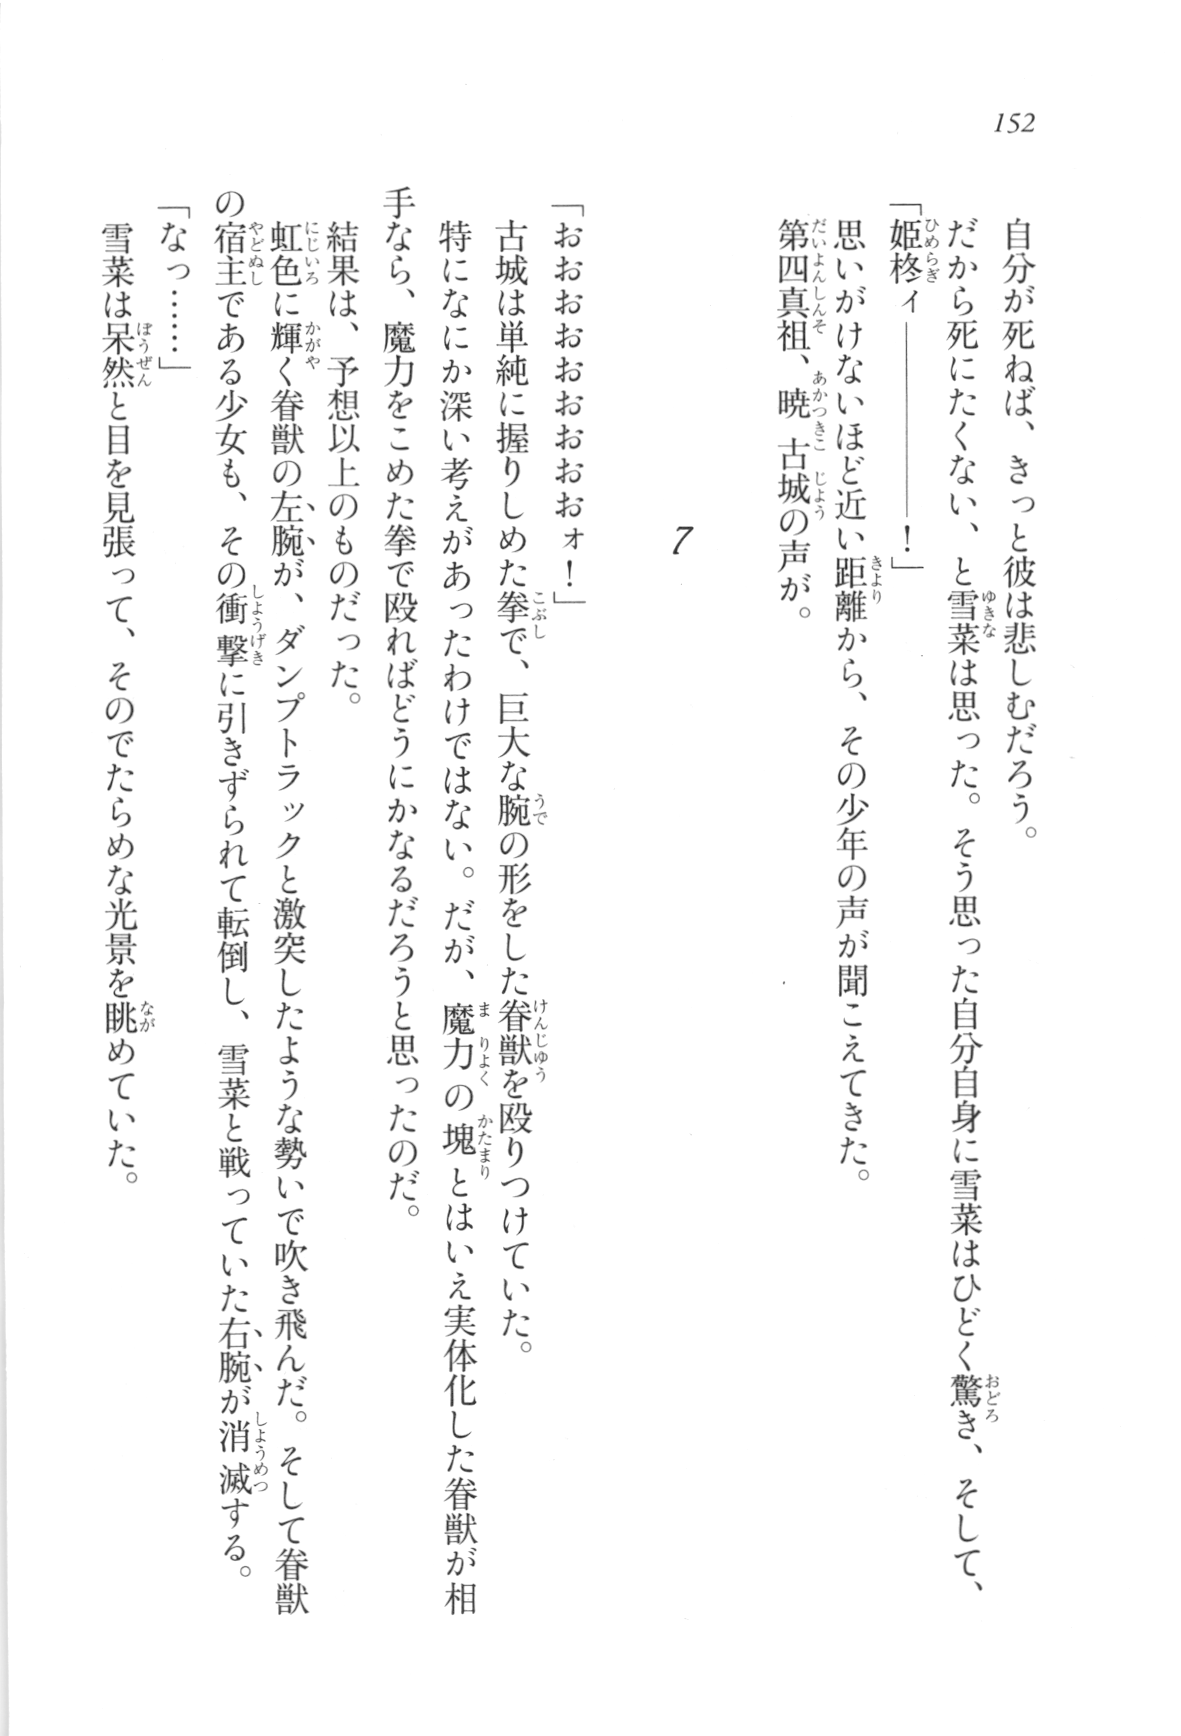 152
自分が死ねば、きっと彼は悲しむだろう。
だから死にたくない、と雪菜は思った。そう思った自分自身に雪菜はひどく驚き、そして、
「姫柊ィ――――！」
思いがけないほど近い距離から、その少年の声が聞こえてきた。
第四真祖、暁古城の声が。
7
「おおおおおおおォ！」
古城は単純に握りしめた拳で、巨大な腕の形をした眷獣を殴りつけていた。
特になにか深い考えがあったわけではない。だが、魔力の塊とはいえ実体化した眷獣が相
手なら、魔力をこめた拳で殴ればどうにかなるだろうと思ったのだ。
結果は、予想以上のものだった。
虹色に輝く眷獣の左腕が、ダンプトラックと激突したような勢いで吹き飛んだ。そして眷獣
の宿主である少女も、その衝撃に引きずられて転倒し、雪菜と戦っていた右腕が消滅する。
「なっ……」
雪菜は呆然と目を見張って、そのでたらめな光景を眺めていた。